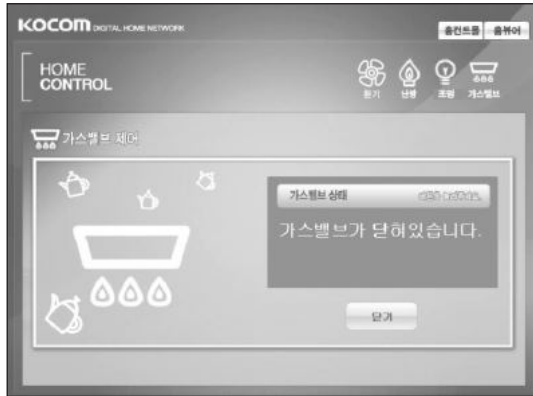 KOCOM DIGITAL HOME NETWORK
홈컨트롤 홈뷰어
HOME
CONTROL
환기 난방 조명 가스밸브
가스밸브 제어
가스밸브 상태
가스밸브가 닫혀있습니다.
닫기